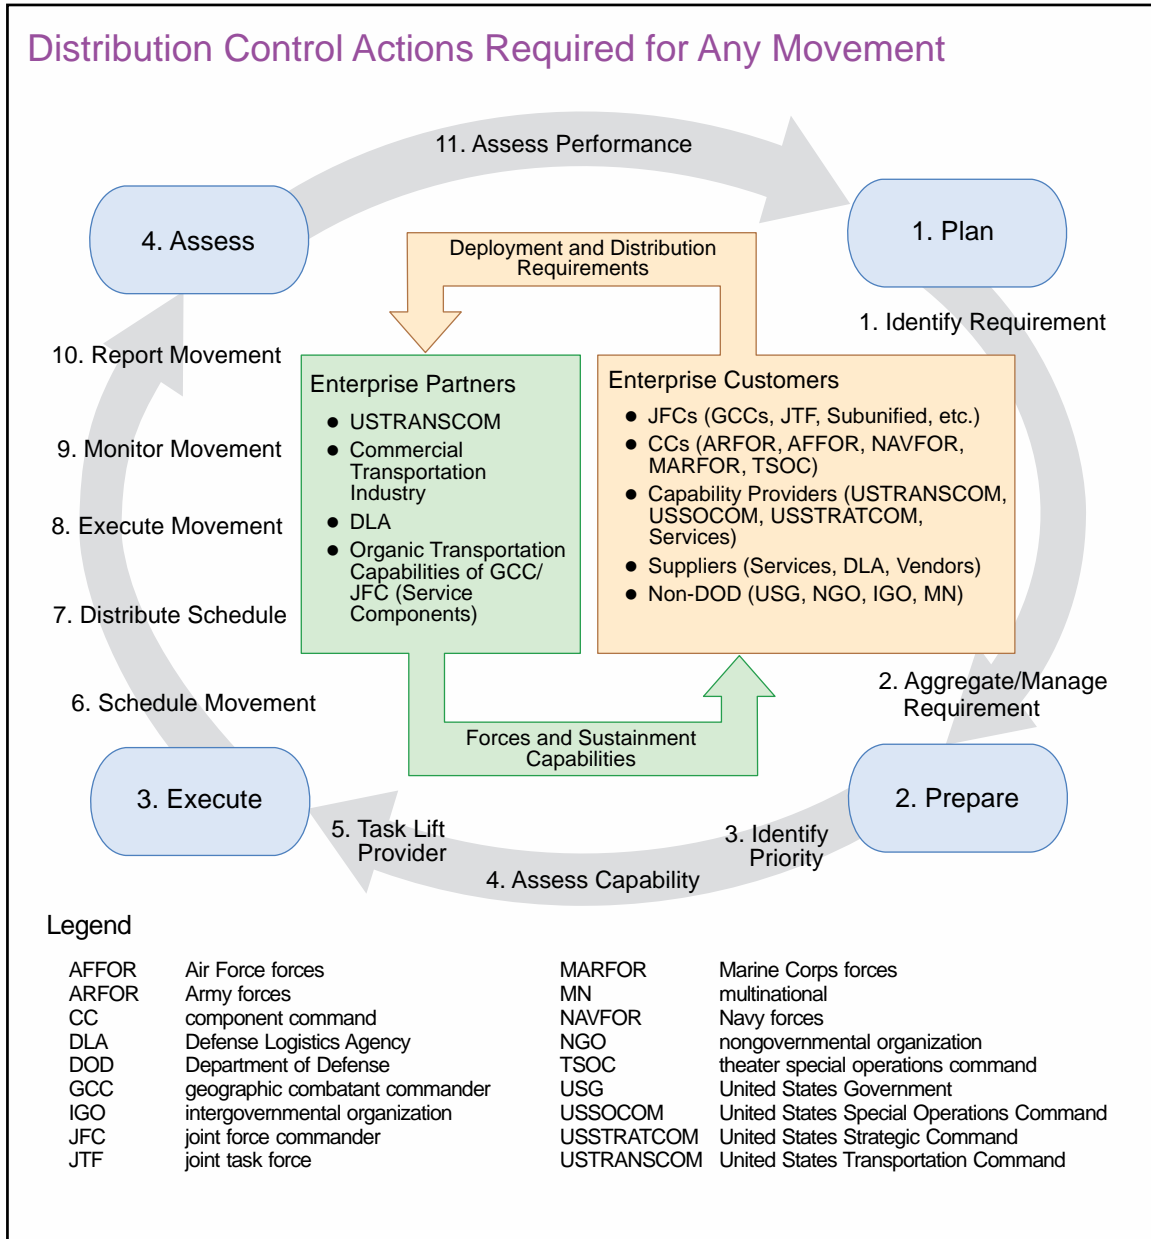 Distribution Control Actions Required for Any Movement
11. Assess Performance
4. Assess
1. Plan
Deployment and Distribution
Requirements
1. Identify Requirement
10. Report Movement
9. Monitor Movement
8. Execute Movement
7. Distribute Schedule
6. Schedule Movement
Enterprise Partners
● USTRANSCOM
● Commercial
Transportation
Industry
● DLA
● Organic Transportation
Capabilities of GCC/
JFC (Service
Components)
Enterprise Customers
● JFCs (GCCs, JTF, Subunified, etc.)
● CCs (ARFOR, AFFOR, NAVFOR,
MARFOR, TSOC)
● Capability Providers (USTRANSCOM,
USSOCOM, USSTRATCOM,
Services)
● Suppliers (Services, DLA, Vendors)
● Non-DOD (USG, NGO, IGO, MN)
2. Aggregate/Manage
Requirement
Forces and Sustainment
Capabilities
3. Execute
2. Prepare
5. Task Lift
Provider
3. Identify
Priority
4. Assess Capability
Legend
AFFOR Air Force forces
ARFOR Army forces
CC component command
DLA Defense Logistics Agency
DOD Department of Defense
GCC geographic combatant commander
IGO intergovernmental organization
JFC joint force commander
JTF joint task force
MARFOR Marine Corps forces
MN multinational
NAVFOR Navy forces
NGO nongovernmental organization
TSOC theater special operations command
USG United States Government
USSOCOM United States Special Operations Command
USSTRATCOM United States Strategic Command
USTRANSCOM United States Transportation Command